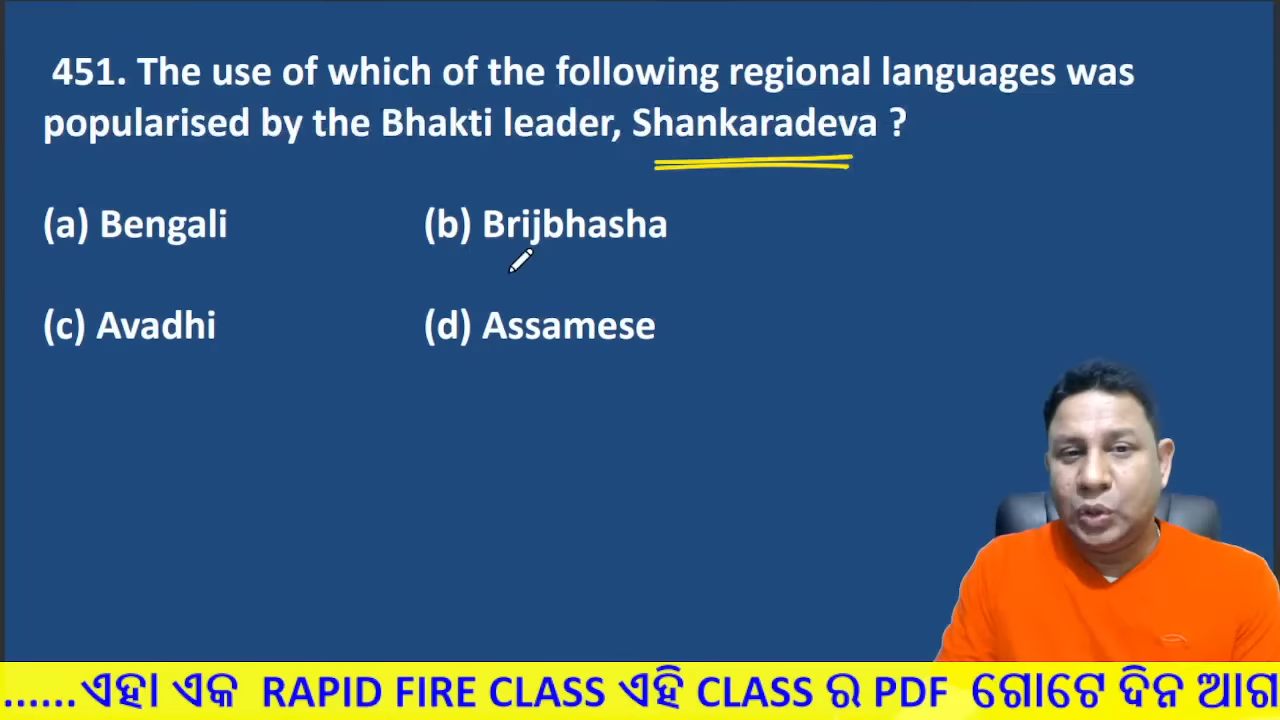 451. The use of which of the following regional languages was
popularised by the Bhakti leader, Shankaradeva ?
(a) Bengali (b) Brijbhasha
(c) Avadhi (d) Assamese
......ଏହା ଏକ RAPID FIRE CLASS ଏହି CLASS ର PDF ଗୋଟେ ଦିନ ଆଗ